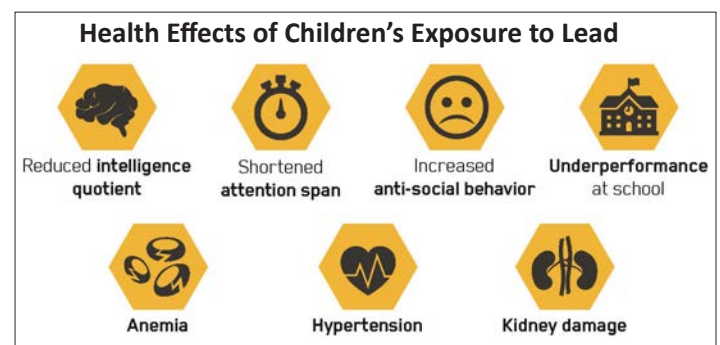 Health Effects of Children’s Exposure to Lead
Reduced intelligence
quotient
Shortened
attention span
Increased
anti-social behavior
Underperformance
at school
Anemia
Hypertension
Kidney damage